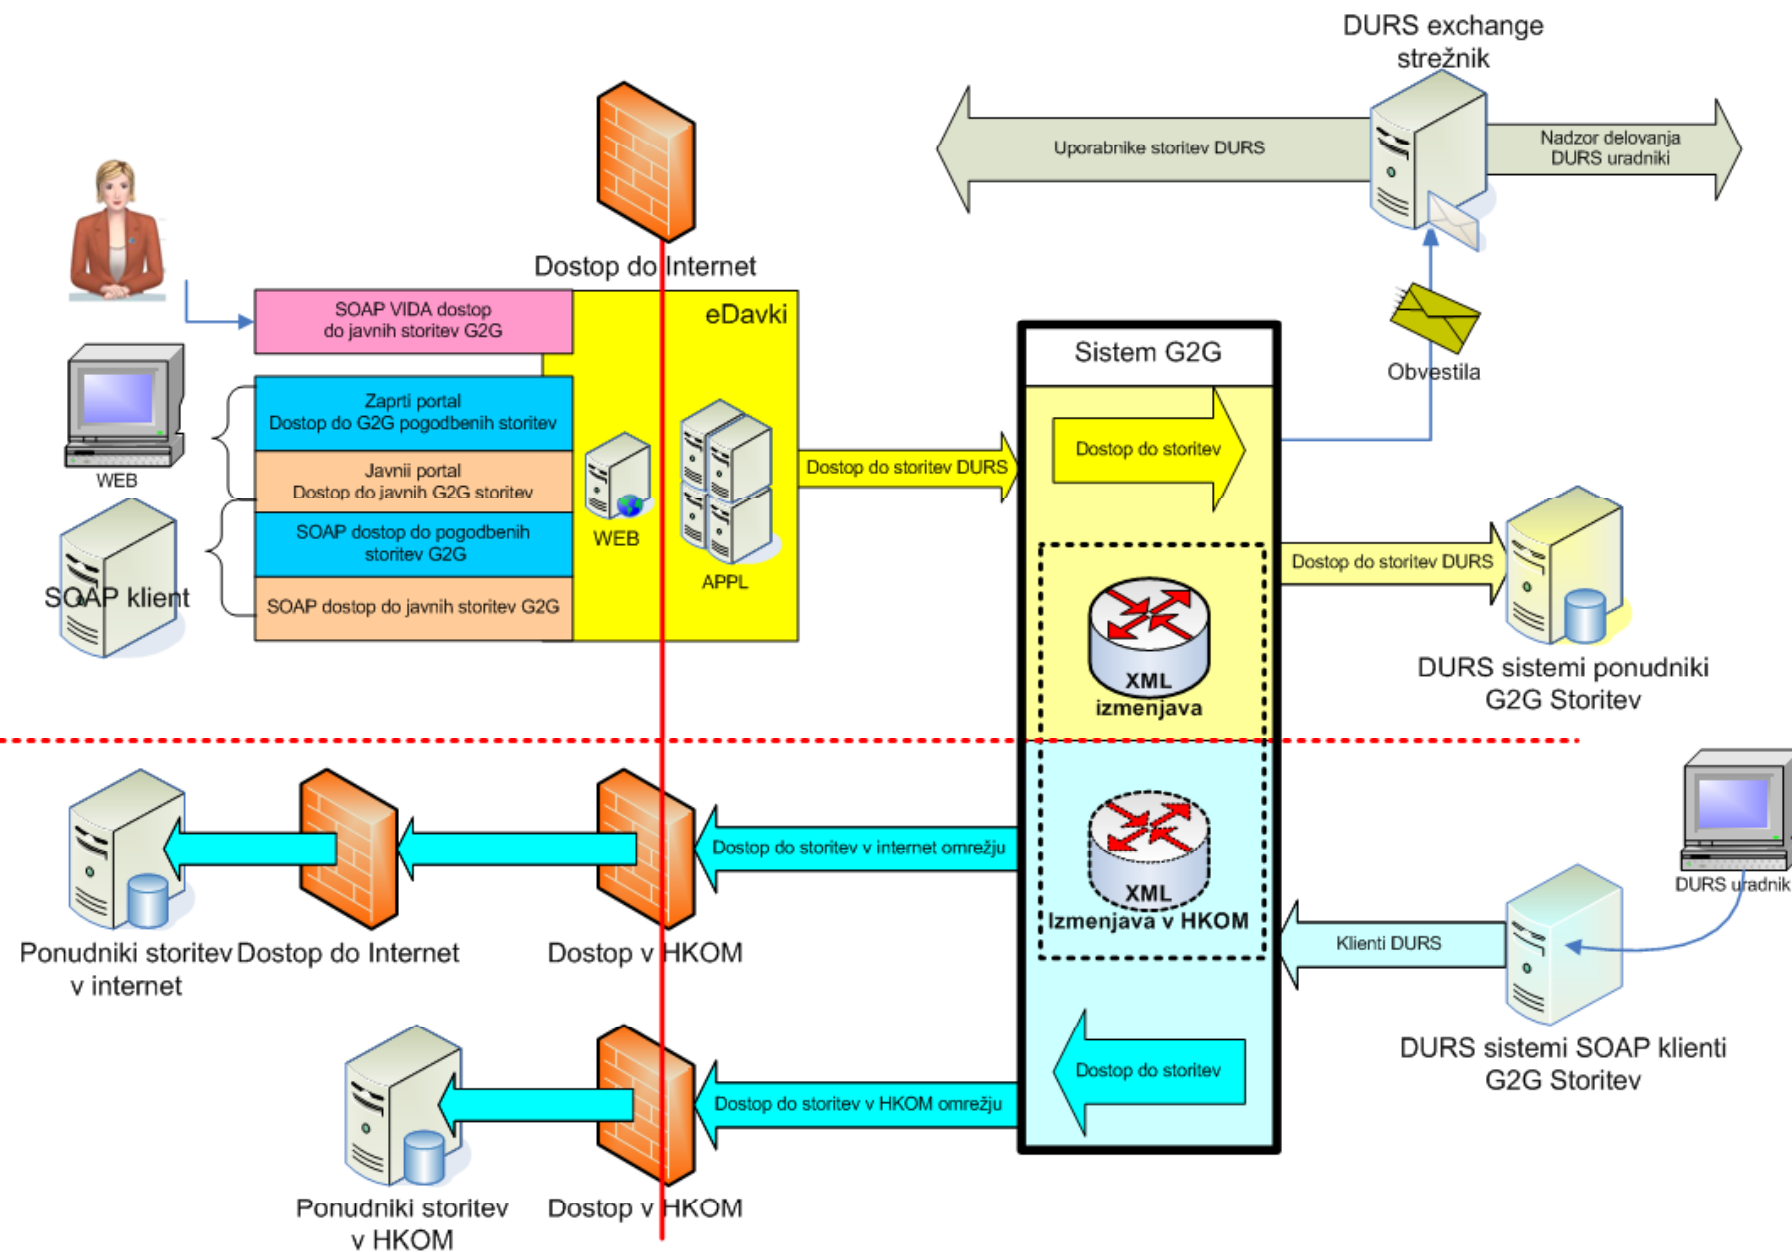 DURS exchange
strežnik
Uporabnike storitev DURS
Nadzor delovanja
DURS uradniki
Dostop do Internet
SOAP VIDA dostop
do javnih storitev G2G
eDavki
Zaprti portal
Dostop do G2G pogodbenih storitev
WEB
Javnii portal
Dostop do javnih G2G storitev
SOAP dostop do pogodbenih
storitev G2G
SOAP klient
SOAP dostop do javnih storitev G2G
WEB
APPL
Dostop do storitev DURS
Sistem G2G
Dostop do storitev
Obvestila
Dostop do storitev DURS
XML
izmenjava
DURS sistemi ponudniki
G2G Storitev
Dostop do storitev v internet omrežju
XML
Izmenjava v HKOM
DURS uradnik
Klienti DURS
Ponudniki storitev
v internet
Dostop do Internet
Dostop v HKOM
DURS sistemi SOAP klienti
G2G Storitev
Dostop do storitev
Dostop do storitev v HKOM omrežju
Ponudniki storitev
v HKOM
Dostop v HKOM